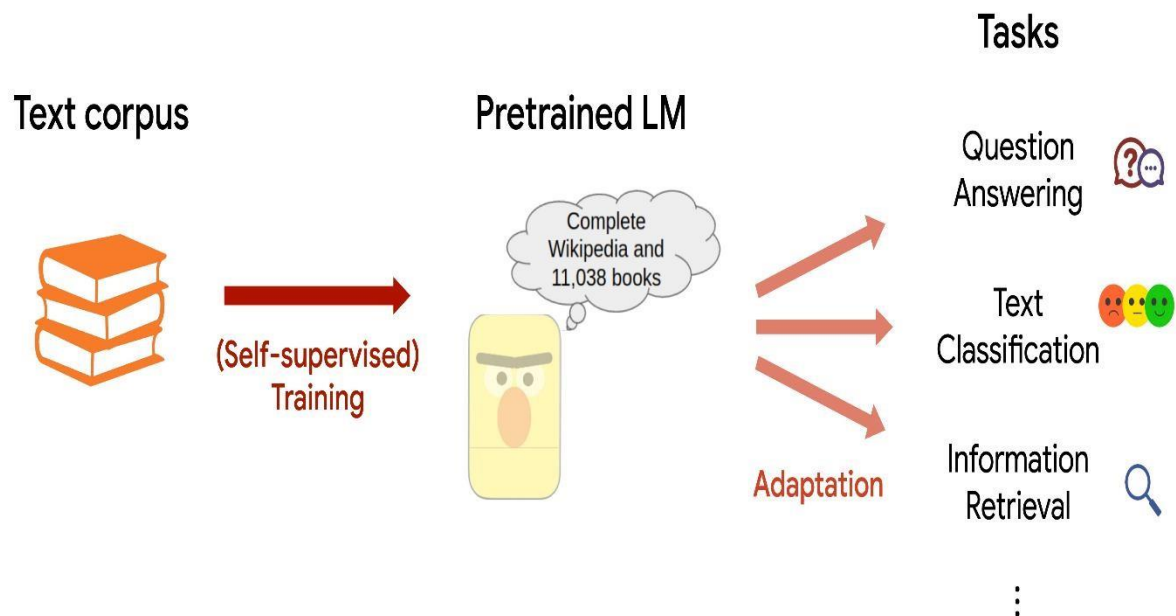 Tasks
Text corpus
Pretrained LM
Question
Answering
Complete
Wikipedia and
11,038 books
Text
Classification
(Self-supervised)
Training
Adaptation
Information
Retrieval